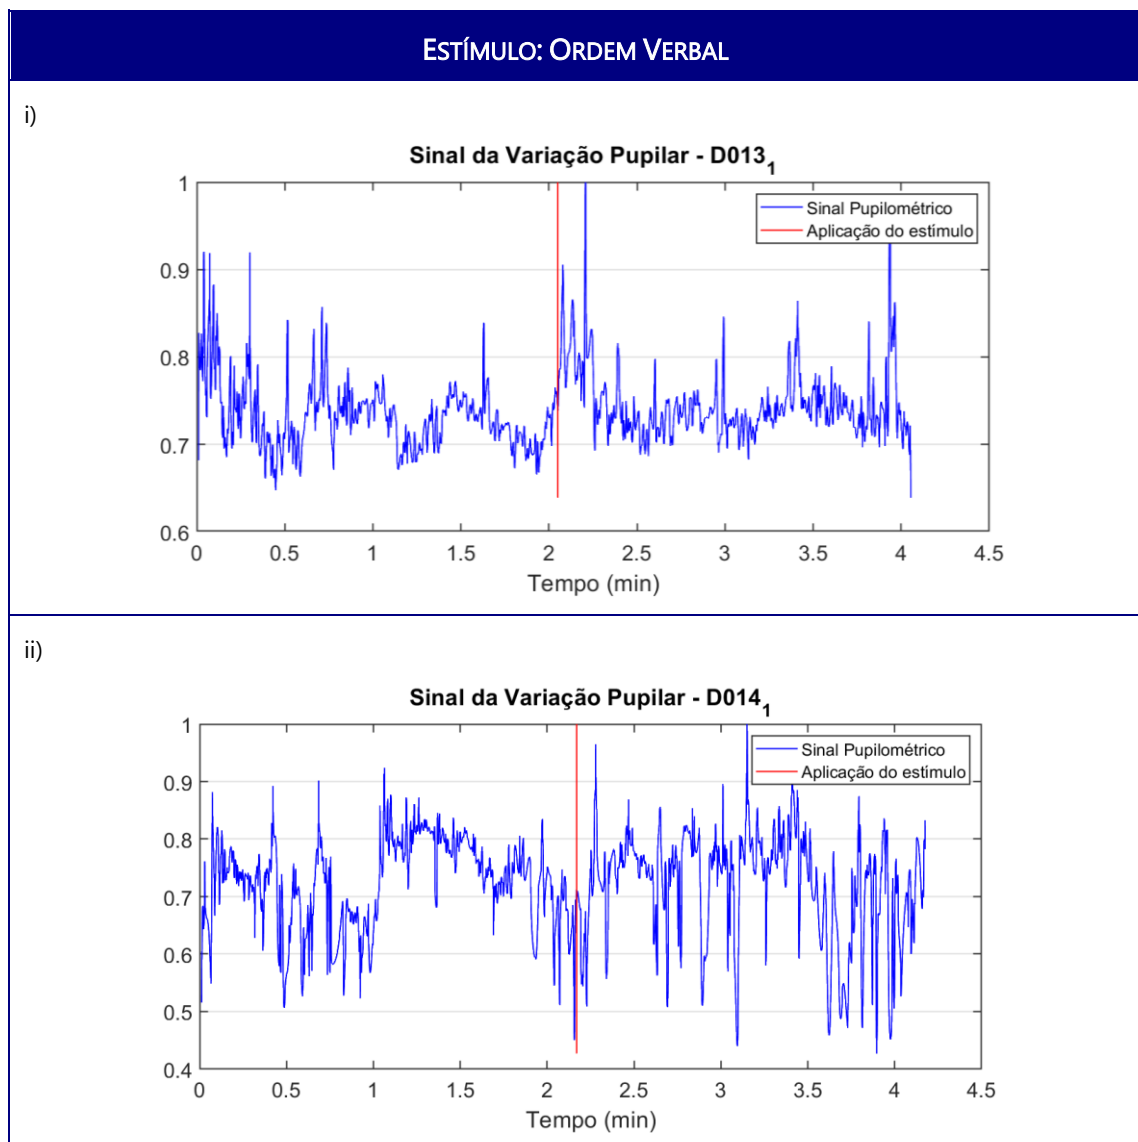 ESTÍMULO: ORDEM VERBAL
i)
Sinal da Variação Pupilar - D013₁
1
0.9
0.8
0.7
0.6
Sinal Pupilométrico
Aplicação do estímulo
0 0.5 1 1.5 2 2.5 3 3.5 4 4.5
Tempo (min)
ii)
Sinal da Variação Pupilar - D014₁
1
0.9
0.8
0.7
0.6
0.5
0.4
Sinal Pupilométrico
Aplicação do estímulo
0 0.5 1 1.5 2 2.5 3 3.5 4 4.5
Tempo (min)